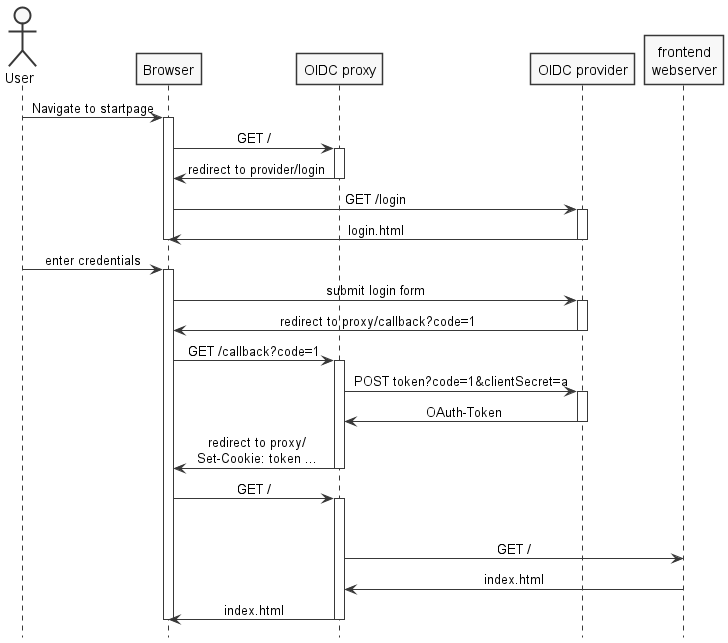 User
Browser
OIDC proxy
OIDC provider
frontend
webserver
Navigate to startpage
GET /
redirect to provider/login
GET /login
login.html
enter credentials
submit login form
redirect to proxy/callback?code=1
GET /callback?code=1
POST token?code=1&clientSecret=a
OAuth-Token
redirect to proxy/
Set-Cookie: token ...
GET /
GET /
index.html
index.html